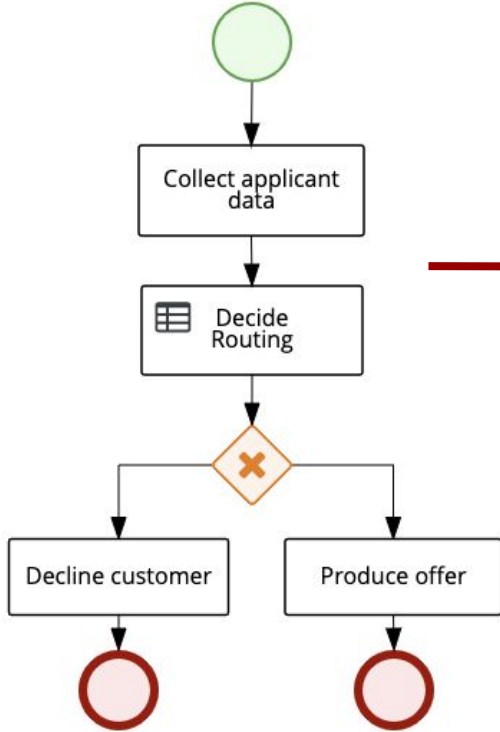 Collect applicant
data
Decide
Routing
Decline customer
Produce offer